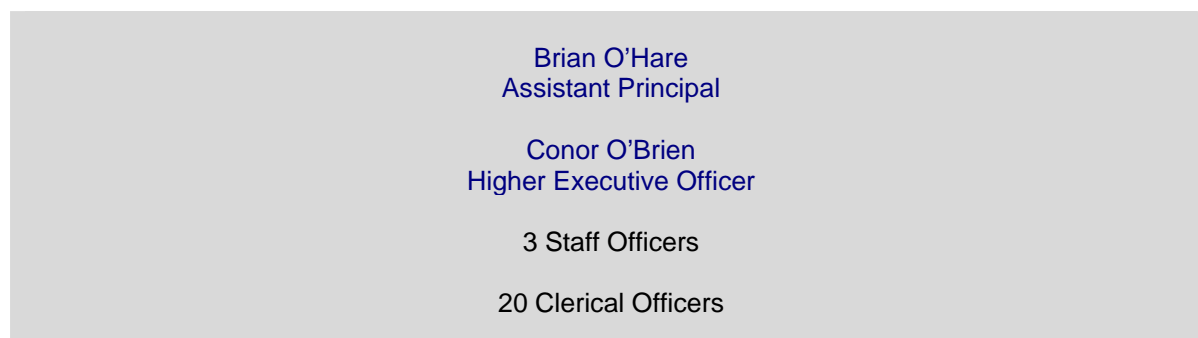 Brian O’Hare
Assistant Principal
Conor O’Brien
Higher Executive Officer
3 Staff Officers
20 Clerical Officers